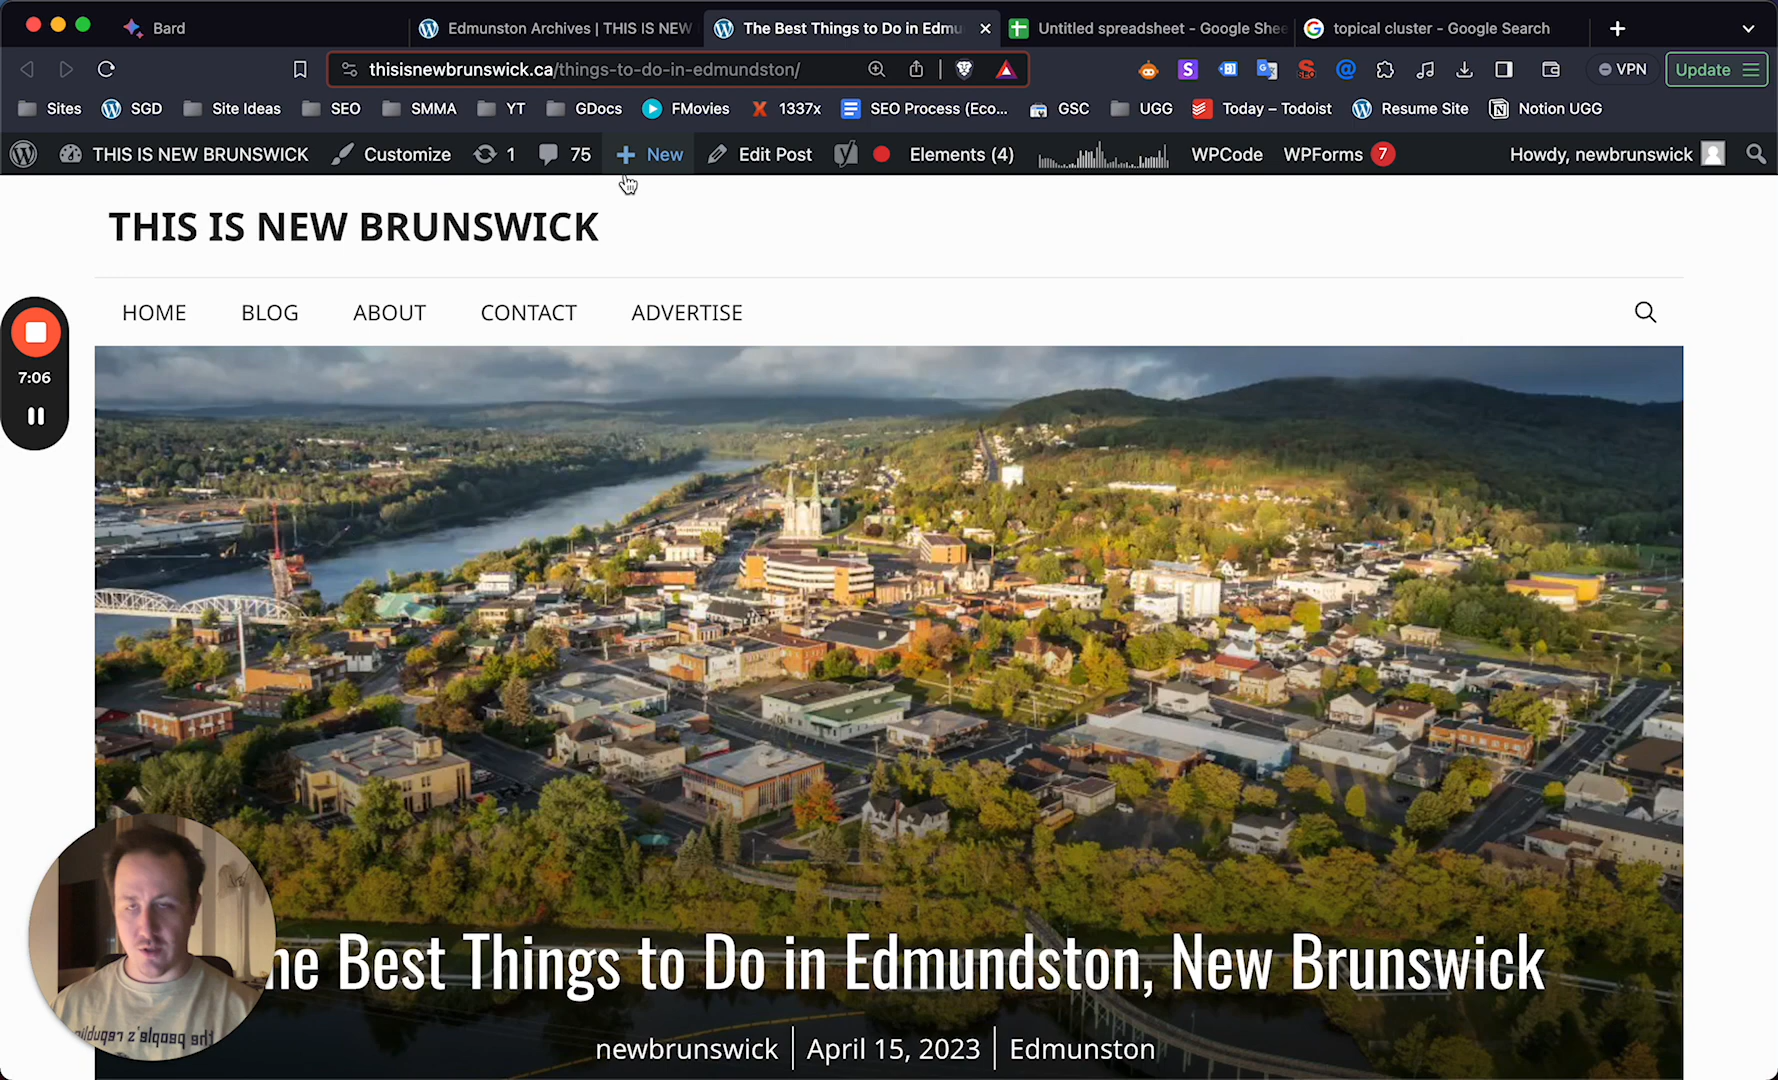 Bard
Edmunston Archives | THIS IS NEW
The Best Things to Do in Edmu
Untitled spreadsheet - Google Shee
topical cluster - Google Search
thisisnewbrunswick.ca/things-to-do-in-edmundston/
VPN
Update
Sites
SGD
Site Ideas
SEO
SMMA
YT
GDocs
FMovies
1337x
SEO Process (Eco...
GSC
UGG
Today – Todoist
Resume Site
Notion UGG
THIS IS NEW BRUNSWICK
Customize
1
75
New
Edit Post
Elements (4)
WPCode
WPForms 7
Howdy, newbrunswick
THIS IS NEW BRUNSWICK
HOME
BLOG
ABOUT
CONTACT
ADVERTISE
7:06
he Best Things to Do in Edmundston, New Brunswick
newbrunswick | April 15, 2023 | Edmunston